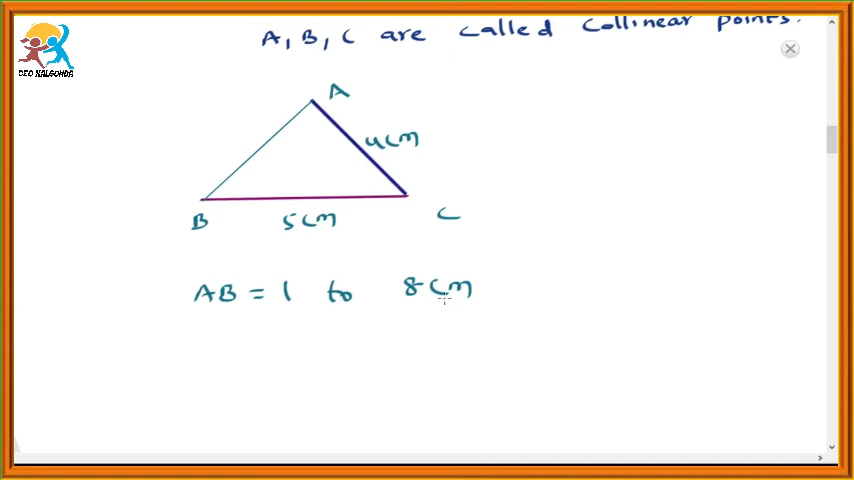 A, B, C are called collinear points.
DEO NALGONDA
A
4cm
B 5cm C
AB = 1 to 8cm